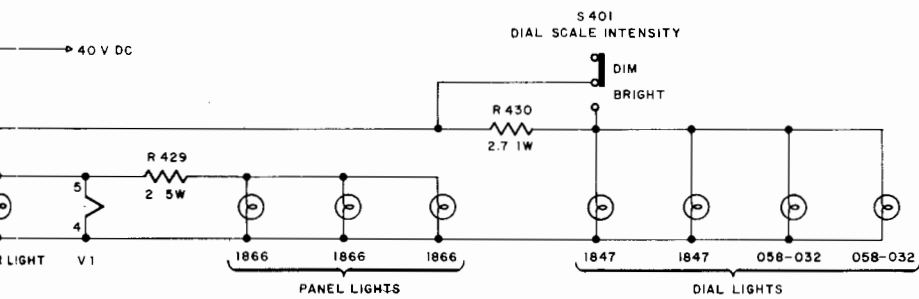 S401
DIAL SCALE INTENSITY
40 V DC
DIM
BRIGHT
R 430
2.7 1W
R 429
2 5W
5
4
LIGHT
V1
1866
1866
1866
1847
1847
058-032
058-032
PANEL LIGHTS
DIAL LIGHTS